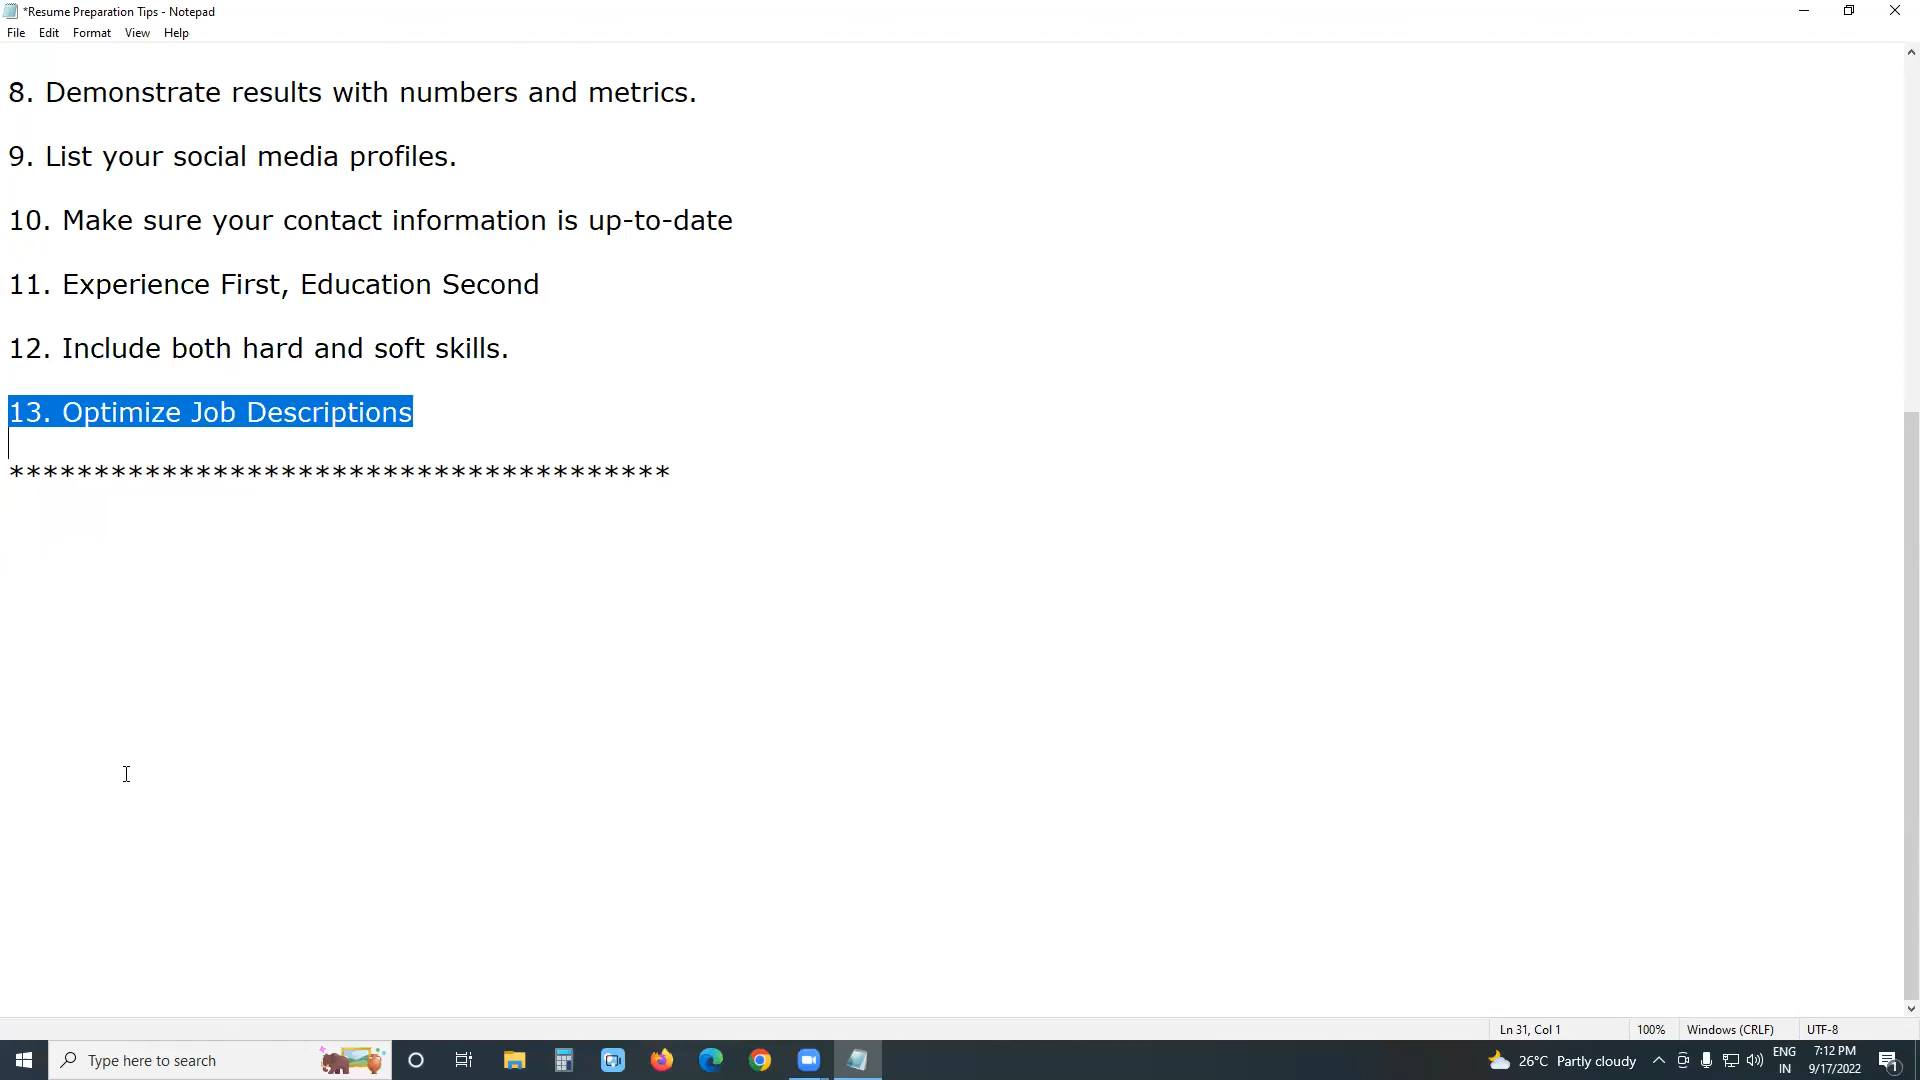 *Resume Preparation Tips - Notepad
File Edit Format View Help
8. Demonstrate results with numbers and metrics.
9. List your social media profiles.
10. Make sure your contact information is up-to-date
11. Experience First, Education Second
12. Include both hard and soft skills.
13. Optimize Job Descriptions
***************************************
Ln 31, Col 1 100% Windows (CRLF) UTF-8
Type here to search 26°C Partly cloudy ENG 7:12 PM
IN 9/17/2022 1